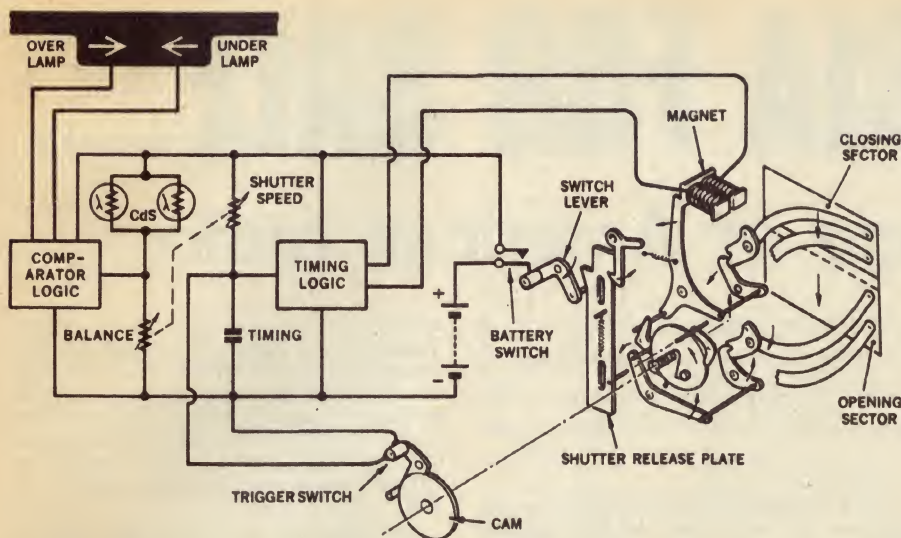 OVER
LAMP
UNDER
LAMP
MAGNET
CLOSING
SFCTOR
SHUTTER
SPEED
SWITCH
LEVER
λ
λ
CdS
COMP-
ARATOR
LOGIC
TIMING
LOGIC
BALANCE
TIMING
+
-
BATTERY
SWITCH
OPENING
SECTOR
SHUTTER RELEASE PLATE
TRIGGER SWITCH
CAM